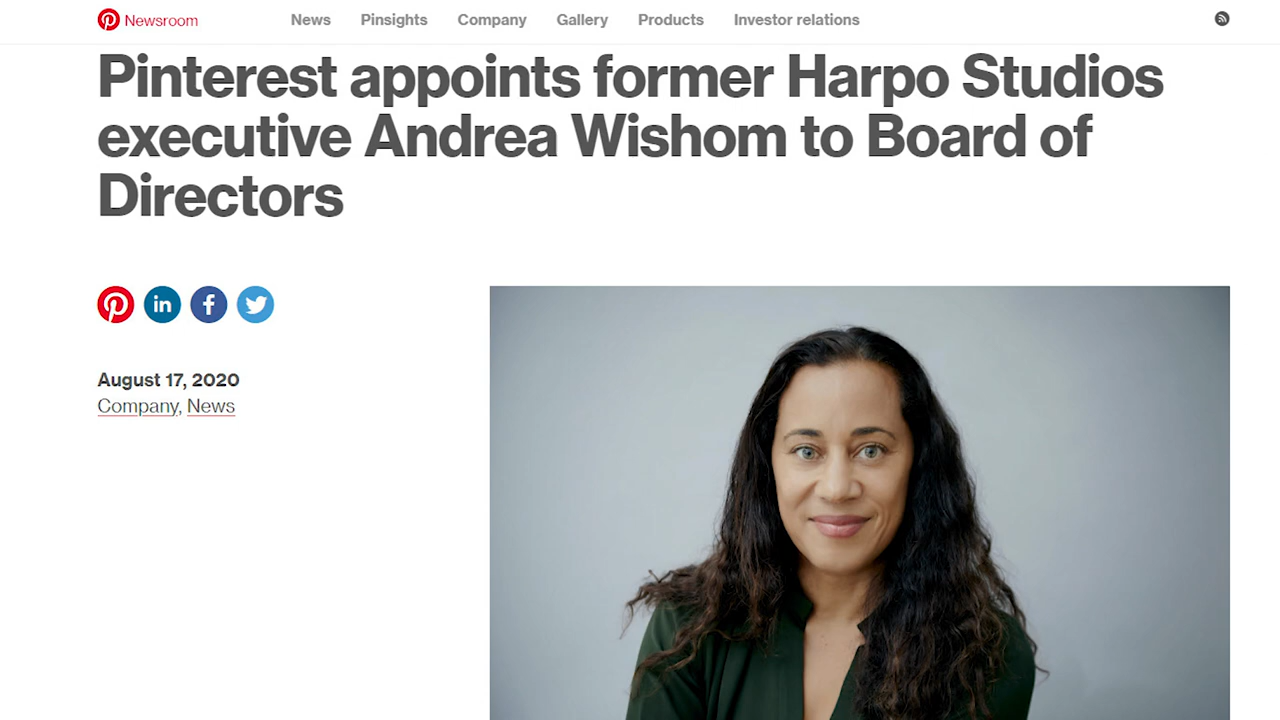 Newsroom
News Pinsights Company Gallery Products Investor relations
Pinterest appoints former Harpo Studios
executive Andrea Wishom to Board of
Directors
in f
August 17, 2020
Company, News